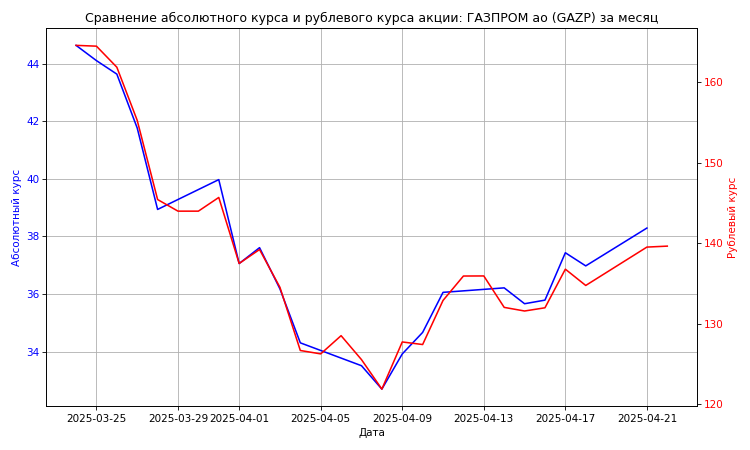 Сравнение абсолютного курса и рублевого курса акции: ГАЗПРОМ ао (GAZP) за месяц
Абсолютный курс
44
42
40
38
36
34
160
150
140
130
120
Рублевый курс
2025-03-25 2025-03-29 2025-04-01 2025-04-05 2025-04-09 2025-04-13 2025-04-17 2025-04-21
Дата